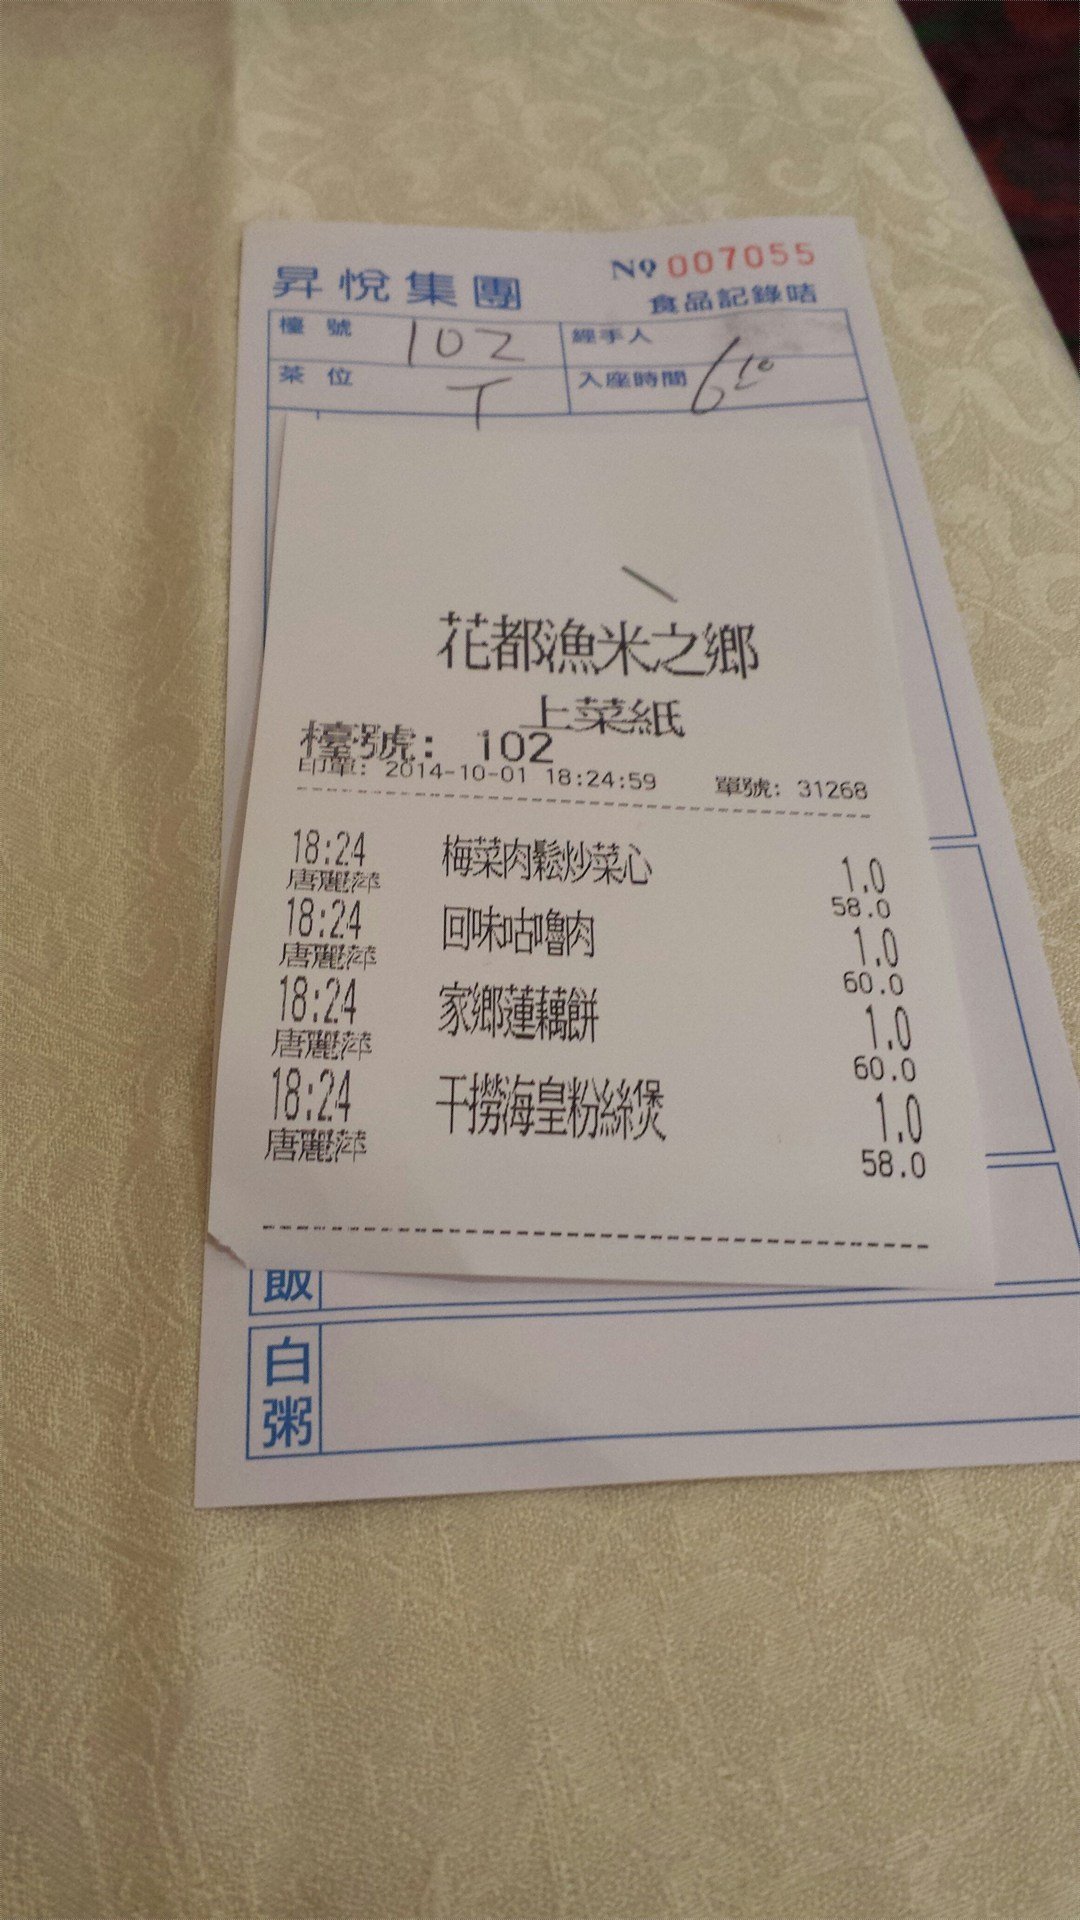 昇悅集團
№ 007055
食品記錄咭
檯號 102 經手人
茶位 T 入座時間 6 10
花都漁米之鄉
上菜紙
檯號: 102
印單: 2014-10-01 18:24:59 單號: 31268
18:24 梅菜肉鬆炒菜心 1.0
唐麗萍 58.0
18:24 回味咕嚕肉 1.0
唐麗萍 60.0
18:24 家鄉蓮藕餅 1.0
唐麗萍 60.0
18:24 干撈海皇粉絲煲 1.0
唐麗萍 58.0
飯
白粥